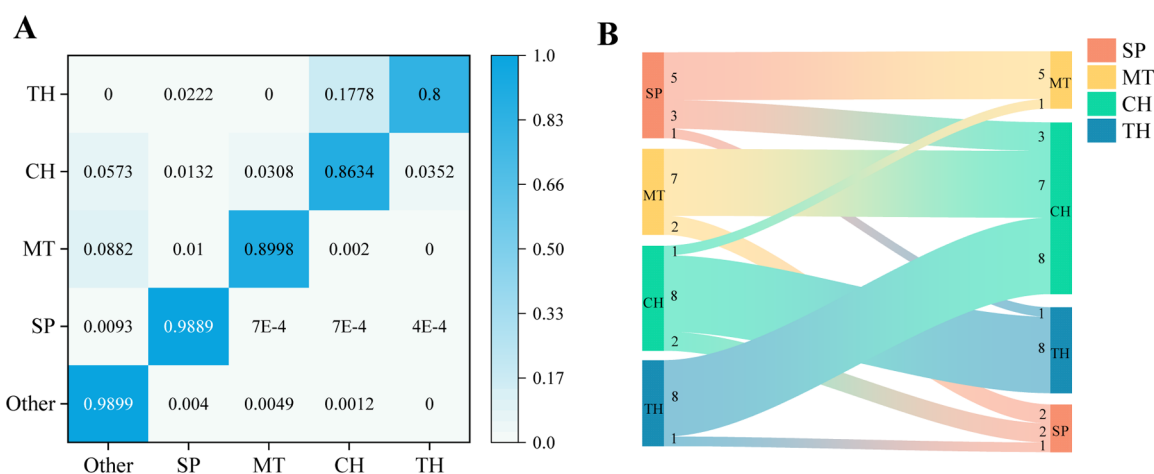 A
TH 0 0.0222 0 0.1778 0.8
CH 0.0573 0.0132 0.0308 0.8634 0.0352
MT 0.0882 0.01 0.8998 0.002 0
SP 0.0093 0.9889 7E-4 7E-4 4E-4
Other 0.9899 0.004 0.0049 0.0012 0
Other SP MT CH TH
1.0
0.83
0.66
0.50
0.33
0.17
0.0
B
SP
5
3
1
MT
7
2
CH
1
8
2
TH
8
1
5
1
MT
3
7
8
CH
1
8
TH
2
2
1
SP
SP
MT
CH
TH